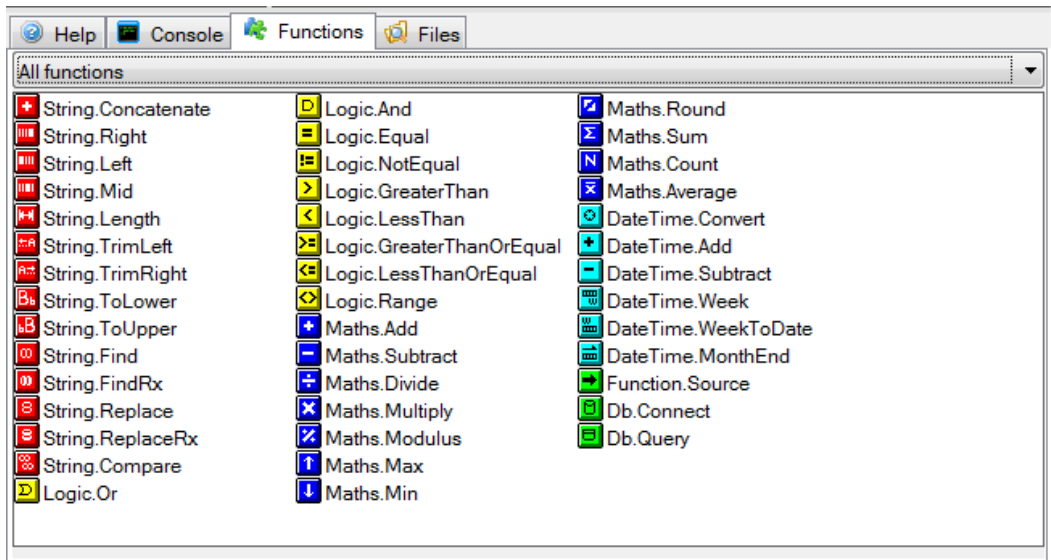 Help Console Functions Files
All functions
String.Concatenate
String.Right
String.Left
String.Mid
String.Length
String.TrimLeft
String.TrimRight
String.ToLower
String.ToUpper
String.Find
String.FindRx
String.Replace
String.ReplaceRx
String.Compare
Logic.Or
Logic.And
Logic.Equal
Logic.NotEqual
Logic.GreaterThan
Logic.LessThan
Logic.GreaterThanOrEqual
Logic.LessThanOrEqual
Logic.Range
Maths.Add
Maths.Subtract
Maths.Divide
Maths.Multiply
Maths.Modulus
Maths.Max
Maths.Min
Maths.Round
Maths.Sum
Maths.Count
Maths.Average
DateTime.Convert
DateTime.Add
DateTime.Subtract
DateTime.Week
DateTime.WeekToDate
DateTime.MonthEnd
Function.Source
Db.Connect
Db.Query